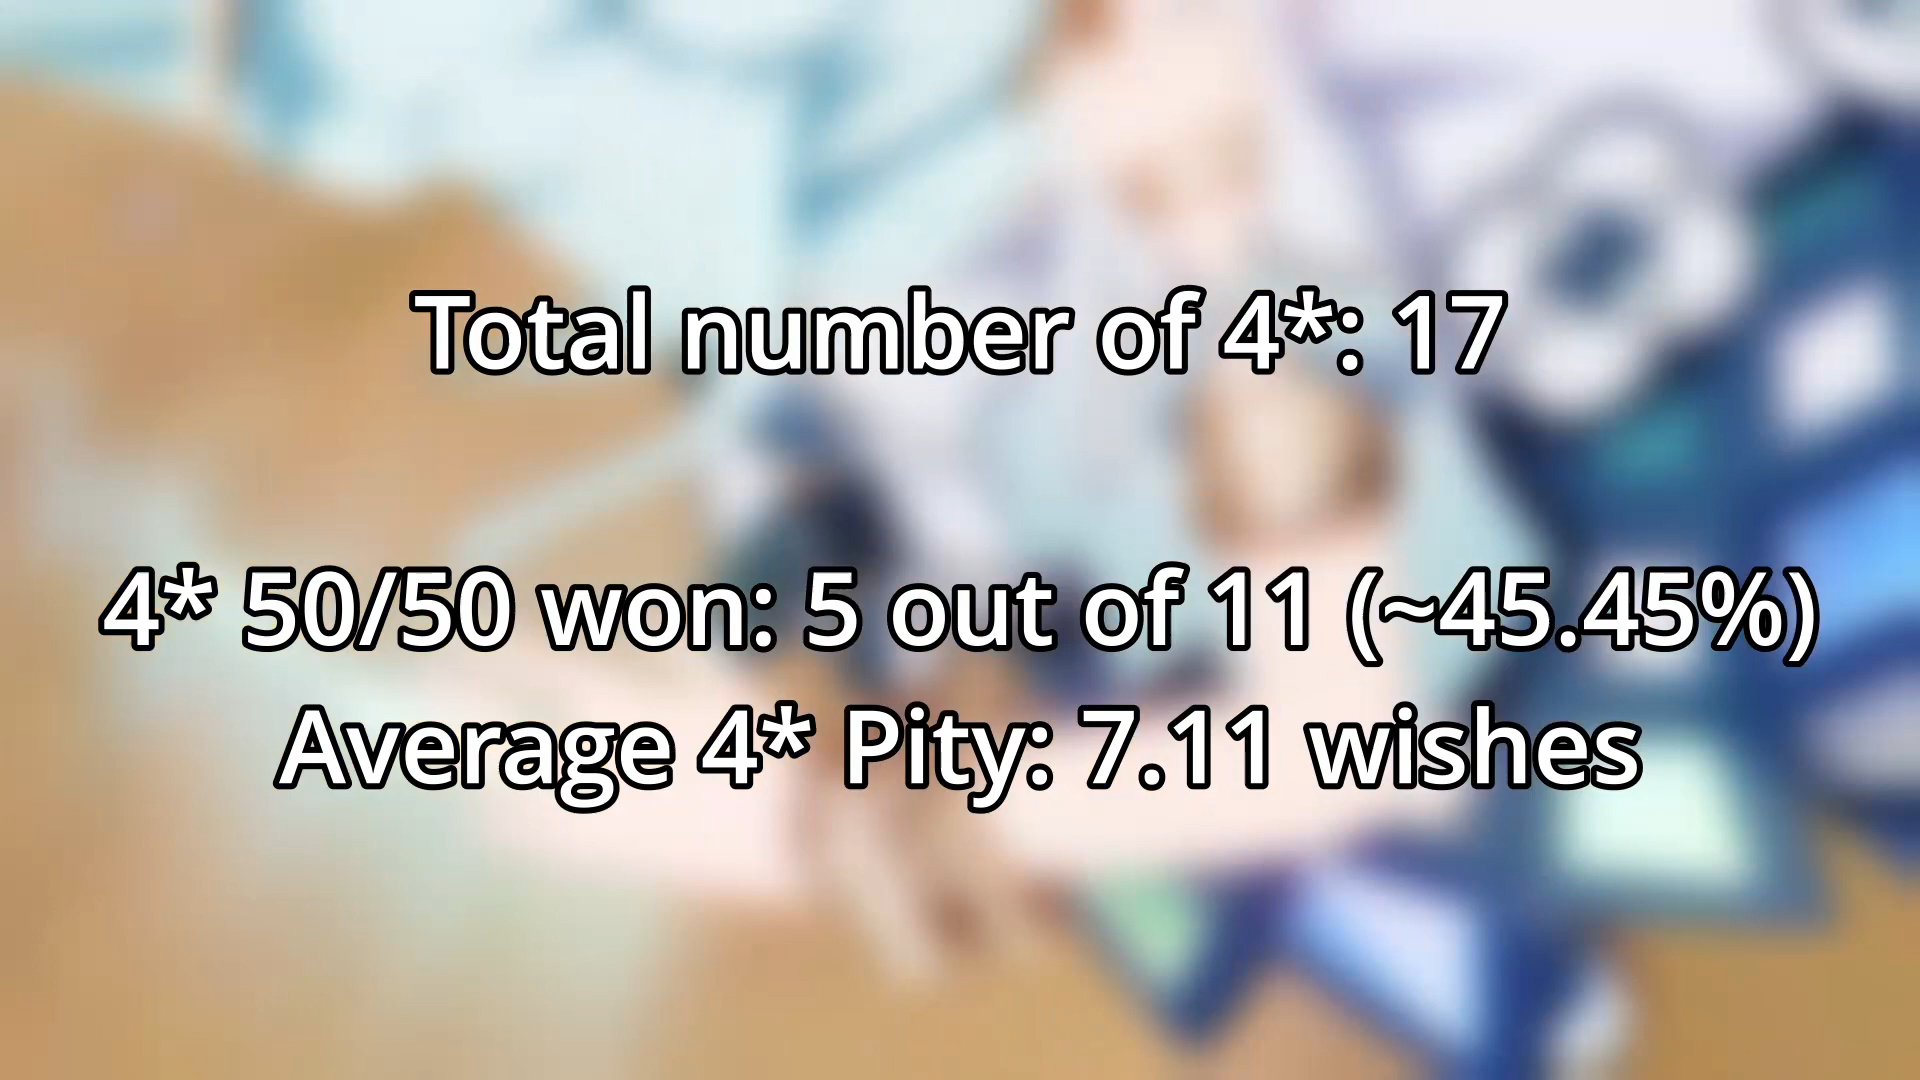 Total number of 4*: 17
4* 50/50 won: 5 out of 11 (~45.45%)
Average 4* Pity: 7.11 wishes